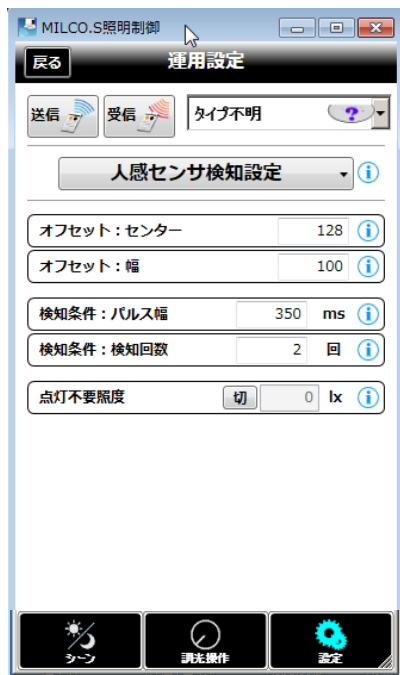 MILCO.S照明制御
戻る 運用設定
送信 受信 タイプ不明 ?
人感センサ検知設定
オフセット：センター 128
オフセット：幅 100
検知条件：パルス幅 350 ms
検知条件：検知回数 2 回
点灯不要照度 切 0 lx
シーン 調光操作 設定